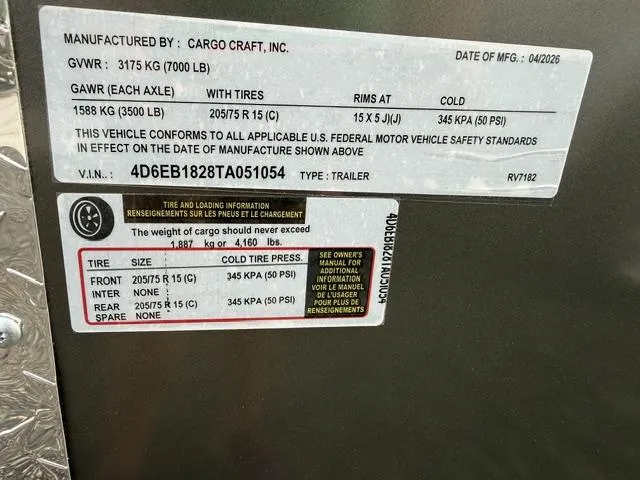 MANUFACTURED BY : CARGO CRAFT, INC.
DATE OF MFG. : 04/2026
GVWR : 3175 KG (7000 LB)
GAWR (EACH AXLE) WITH TIRES RIMS AT COLD
1588 KG (3500 LB) 205/75 R 15 (C) 15 X 5 J)(J) 345 KPA (50 PSI)
THIS VEHICLE CONFORMS TO ALL APPLICABLE U.S. FEDERAL MOTOR VEHICLE SAFETY STANDARDS
IN EFFECT ON THE DATE OF MANUFACTURE SHOWN ABOVE
V.I.N.: 4D6EB1828TA051054 TYPE : TRAILER RV7182
TIRE AND LOADING INFORMATION
RENSEIGNEMENTS SUR LES PNEUS ET LE CHARGEMENT
The weight of cargo should never exceed
1,887 kg or 4,160 lbs.
TIRE SIZE COLD TIRE PRESS.
FRONT 205/75 R 15 (C) 345 KPA (50 PSI)
INTER NONE
REAR 205/75 R 15 (C) 345 KPA (50 PSI)
SPARE NONE
SEE OWNER'S
MANUAL FOR
ADDITIONAL
INFORMATION
VOIR LE MANUEL
DE L'USAGER
POUR PLUS DE
RENSEIGNEMENTS
4D6EB1828TA051054